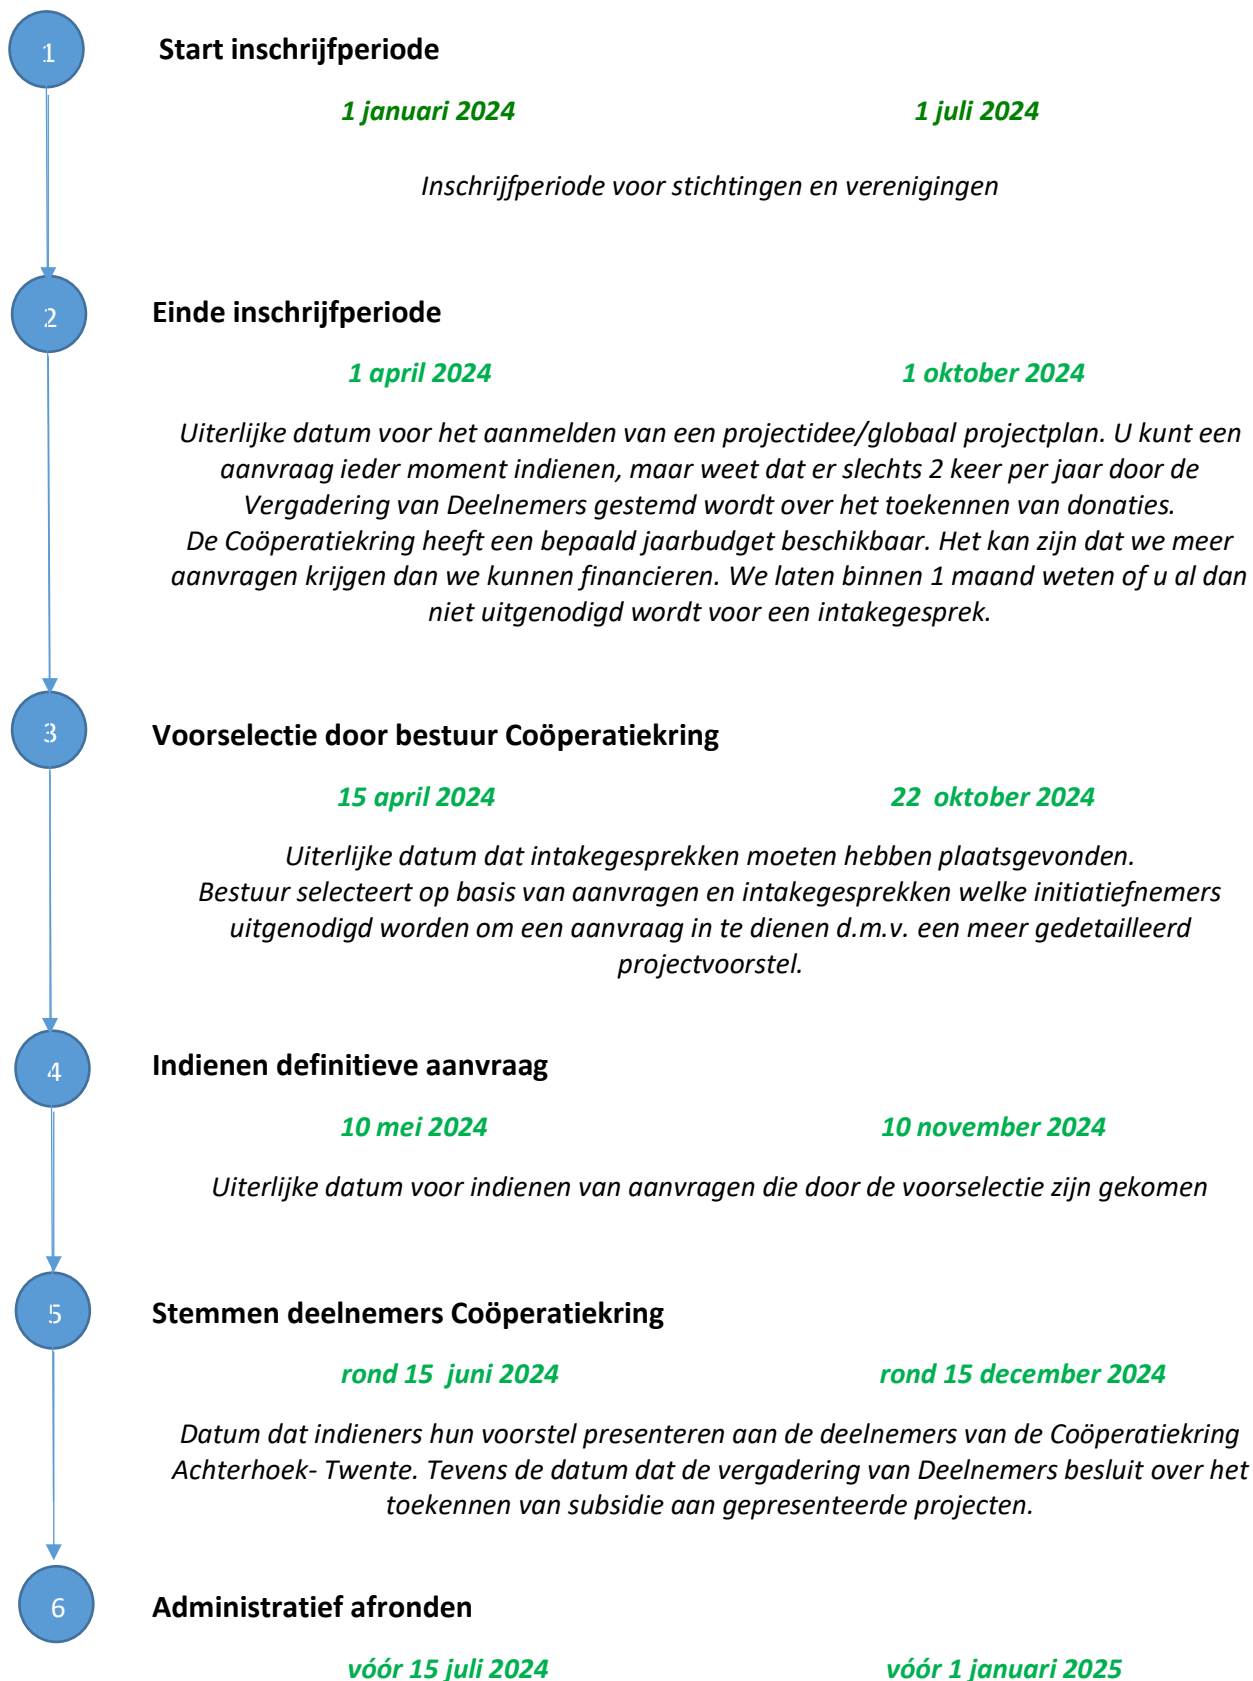 1
Start inschrijfperiode
1 januari 2024 1 juli 2024
Inschrijfperiode voor stichtingen en verenigingen
2
Einde inschrijfperiode
1 april 2024 1 oktober 2024
Uiterlijke datum voor het aanmelden van een projectidee/globaal projectplan. U kunt een
aanvraag ieder moment indienen, maar weet dat er slechts 2 keer per jaar door de
Vergadering van Deelnemers gestemd wordt over het toekennen van donaties.
De Coöperatiekring heeft een bepaald jaarbudget beschikbaar. Het kan zijn dat we meer
aanvragen krijgen dan we kunnen financieren. We laten binnen 1 maand weten of u al dan
niet uitgenodigd wordt voor een intakegesprek.
3
Voorselectie door bestuur Coöperatiekring
15 april 2024 22 oktober 2024
Uiterlijke datum dat intakegesprekken moeten hebben plaatsgevonden.
Bestuur selecteert op basis van aanvragen en intakegesprekken welke initiatiefnemers
uitgenodigd worden om een aanvraag in te dienen d.m.v. een meer gedetailleerd
projectvoorstel.
4
Indienen definitieve aanvraag
10 mei 2024 10 november 2024
Uiterlijke datum voor indienen van aanvragen die door de voorselectie zijn gekomen
5
Stemmen deelnemers Coöperatiekring
rond 15 juni 2024 rond 15 december 2024
Datum dat indieners hun voorstel presenteren aan de deelnemers van de Coöperatiekring
Achterhoek- Twente. Tevens de datum dat de vergadering van Deelnemers besluit over het
toekennen van subsidie aan gepresenteerde projecten.
6
Administratief afronden
vóór 15 juli 2024 vóór 1 januari 2025